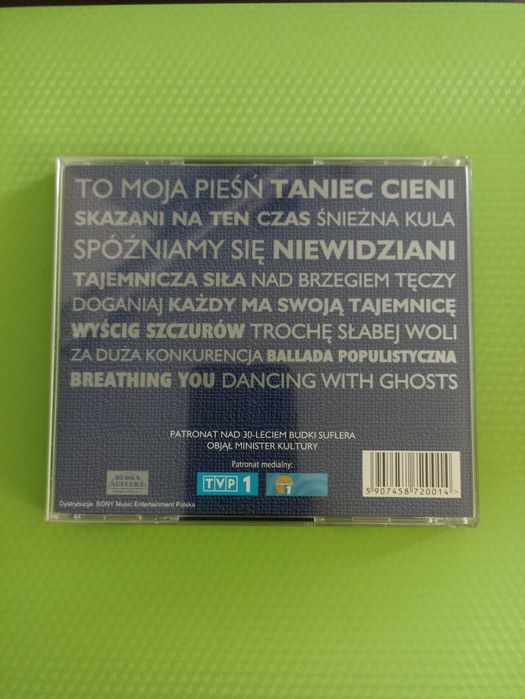 TO MOJA PIEŚŃ TANIEC CIENI
SKAZANI NA TEN CZAS ŚNIEŻNA KULA
SPÓŹNIAMY SIĘ NIEWIDZIANI
TAJEMNICZA SIŁA NAD BRZEGIEM TĘCZY
DOGANIAJ KAŻDY MA SWOJĄ TAJEMNICĘ
WYŚCIG SZCZURÓW TROCHĘ SŁABEJ WOLI
ZA DUŻA KONKURENCJA BALLADA POPULISTYCZNA
BREATHING YOU DANCING WITH GHOSTS
PATRONAT NAD 30-LECIEM BUDKI SUFLERA
OBJĄŁ MINISTER KULTURY
Patronat medialny:
BUDKA
SUFLERA
TVP 1
1
5 907458 720014 >
Dystrybucja: SONY Music Entertainment Polska